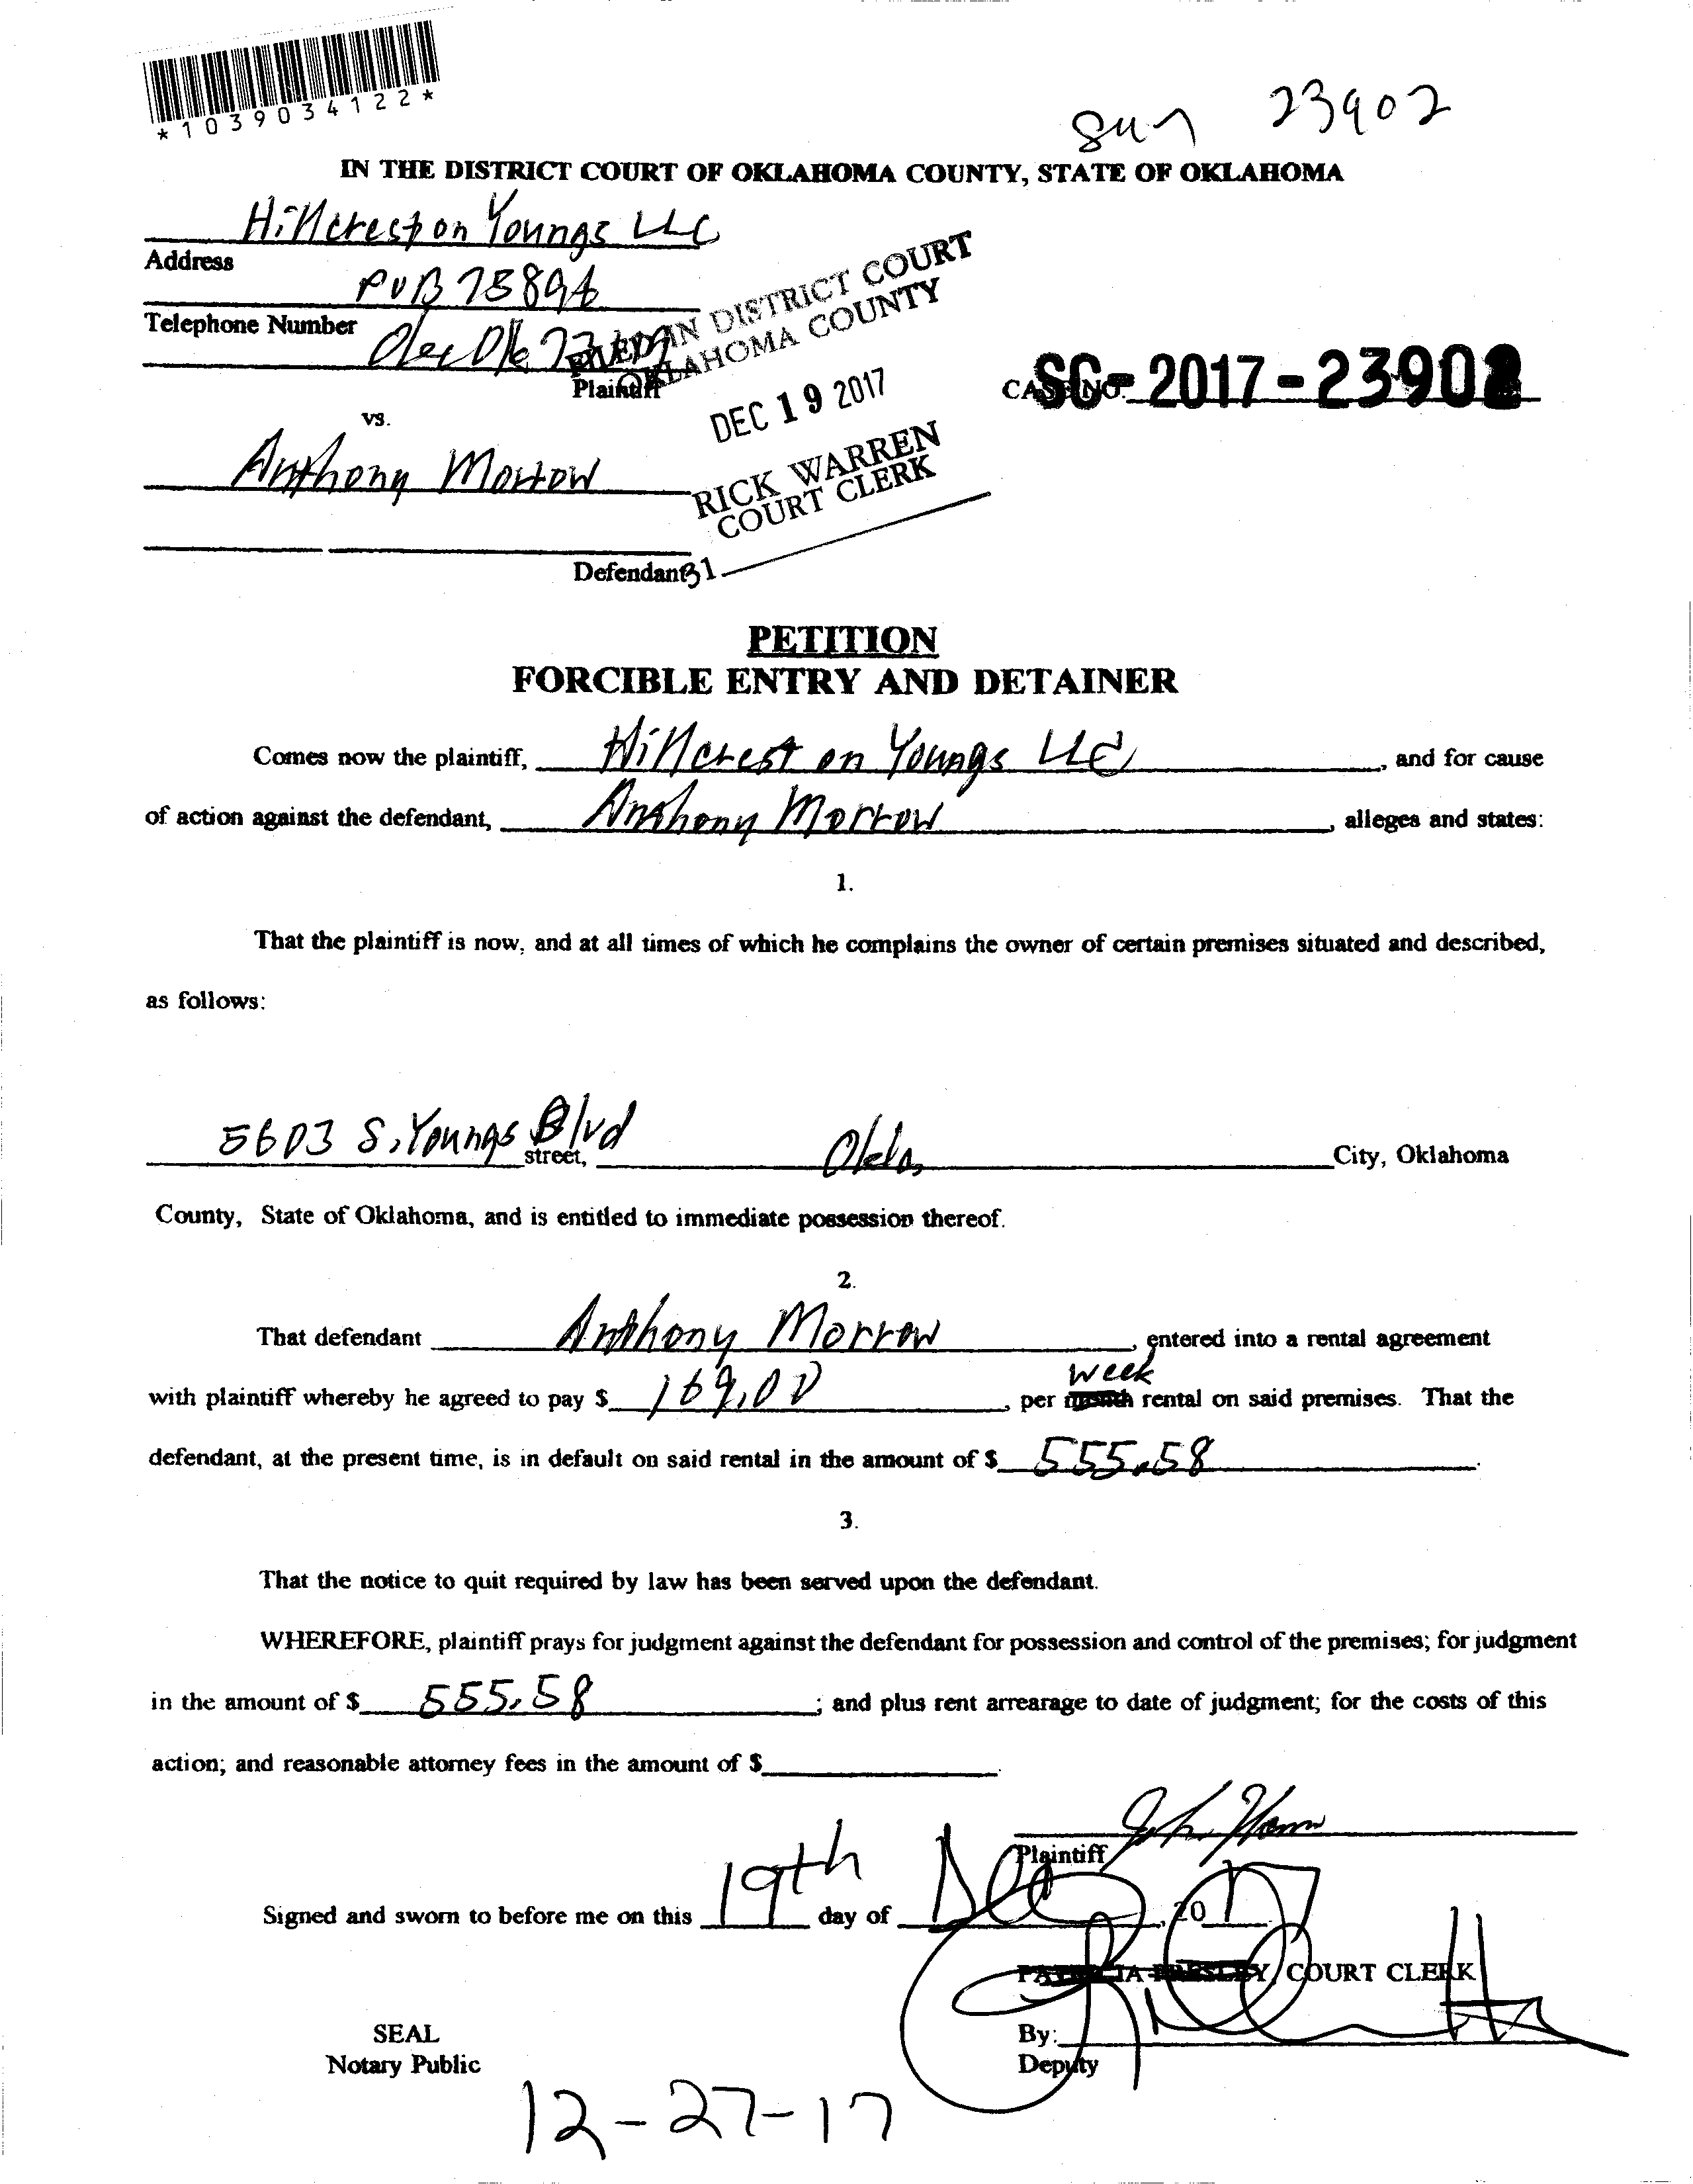 *1039034122*
23902
IN THE DISTRICT COURT OF OKLAHOMA COUNTY, STATE OF OKLAHOMA
Hillcrest on Youngs LLC
Address
POB 75894
Telephone Number
FILED IN DISTRICT COURT
OKLAHOMA COUNTY
Plaintiff
CASE NO. SC-2017-23902
DEC 19 2017
vs.
Anthony Morrow
RICK WARREN
COURT CLERK
Defendant
31
PETITION
FORCIBLE ENTRY AND DETAINER
Comes now the plaintiff, Hillcrest on Youngs LLC, and for cause
of action against the defendant, Anthony Morrow, alleges and states:
1.
That the plaintiff is now, and at all times of which he complains the owner of certain premises situated and described,
as follows:
5603 S. Youngs Blvd street, Okla, City, Oklahoma
County, State of Oklahoma, and is entitled to immediate possession thereof.
2.
That defendant Anthony Morrow, entered into a rental agreement
week
with plaintiff whereby he agreed to pay $ 169.00, per month rental on said premises. That the
defendant, at the present time, is in default on said rental in the amount of $ 555.58.
3.
That the notice to quit required by law has been served upon the defendant.
WHEREFORE, plaintiff prays for judgment against the defendant for possession and control of the premises; for judgment
in the amount of $ 555.58; and plus rent arrearage to date of judgment; for the costs of this
action; and reasonable attorney fees in the amount of $
Plaintiff
Signed and sworn to before me on this 19th day of Dec, 2017
PATRICIA PRESLEY, COURT CLERK
SEAL
By:
Notary Public
Deputy
12-27-17